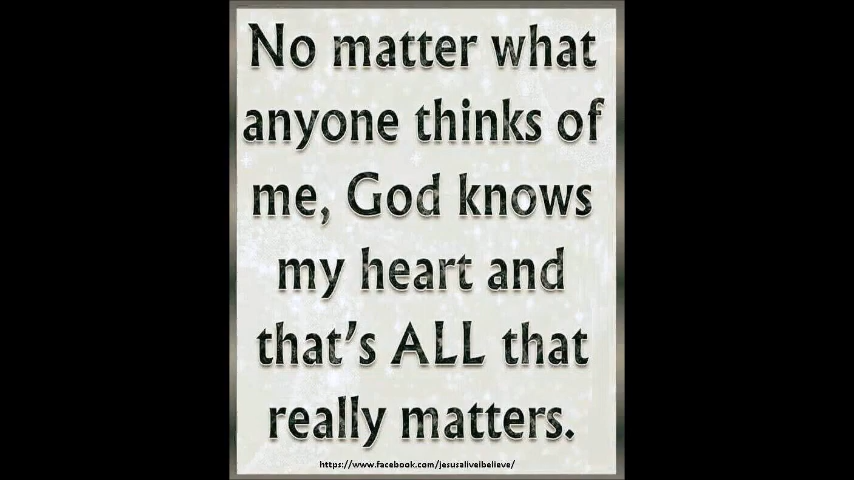 No matter what
anyone thinks of
me, God knows
my heart and
that's ALL that
really matters.
https://www.facebook.com/jesusaliveibelieve/